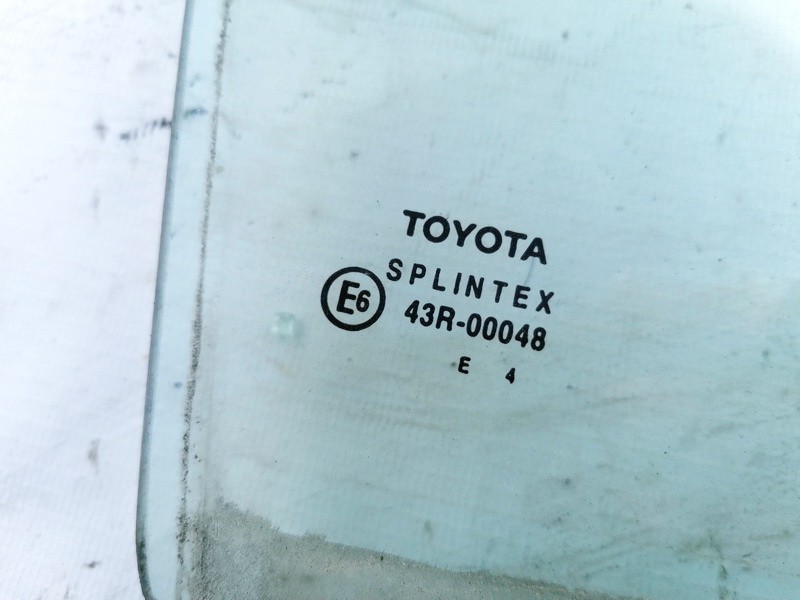 TOYOTA
SPLINTEX
E6
43R-00048
E 4